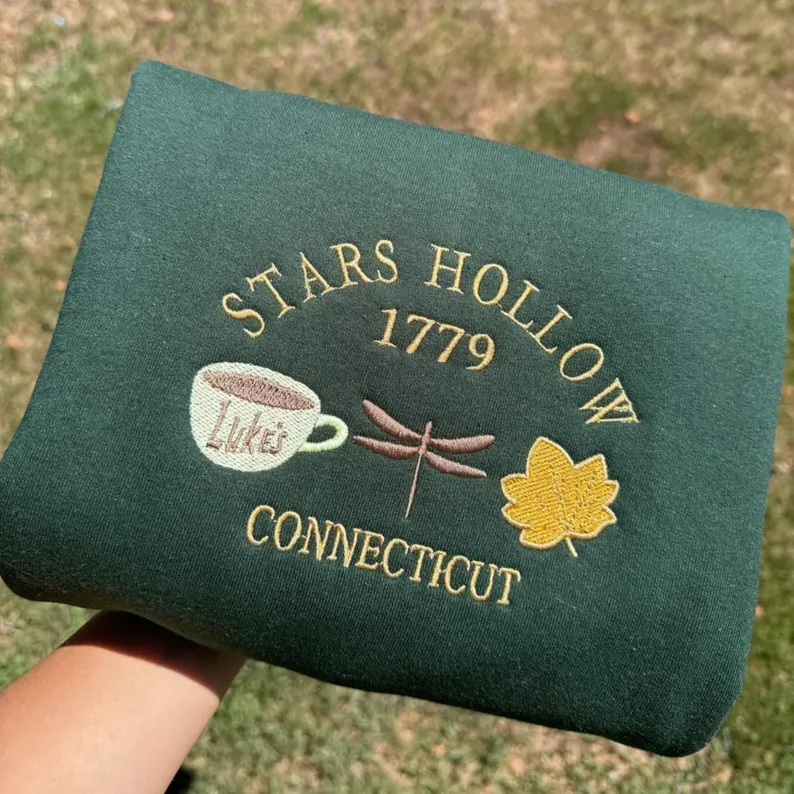 STARS HOLLOW
1779
Luke's
CONNECTICUT